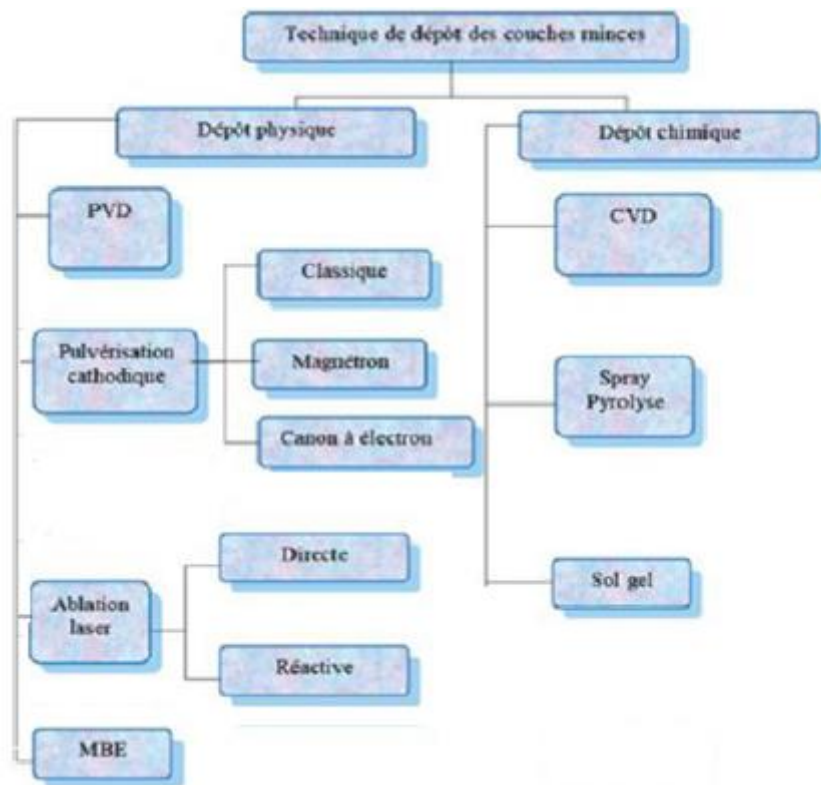 Technique de dépôt des couches minces
Dépôt physique
Dépôt chimique
PVD
CVD
Classique
Pulvérisation
cathodique
Magnétron
Spray
Pyrolyse
Canon à électron
Directe
Sol gel
Ablation
laser
Réactive
MBE